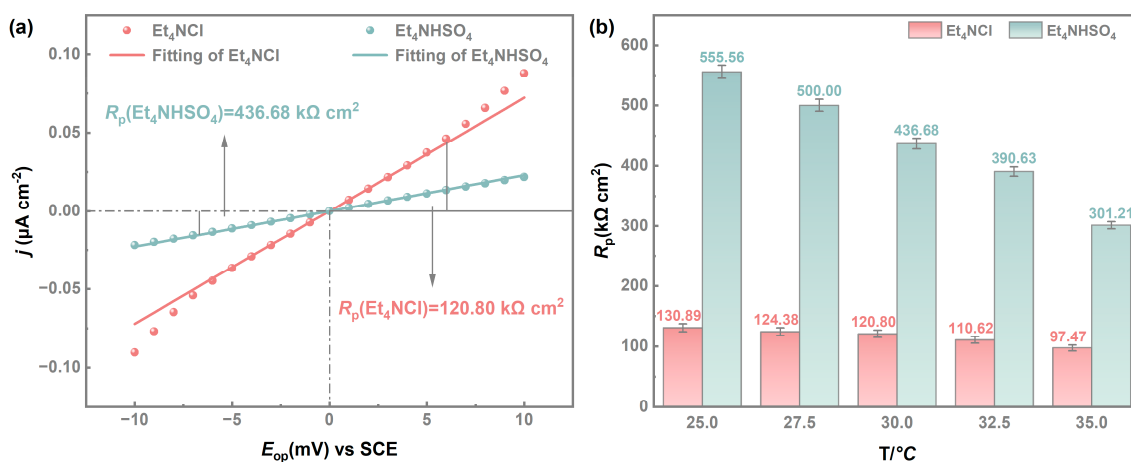 (a)
Et₄NCl
Et₄NHSO₄
Fitting of Et₄NCl
Fitting of Et₄NHSO₄
Rp(Et₄NHSO₄)=436.68 kΩ cm²
Rp(Et₄NCl)=120.80 kΩ cm²
0.10
0.05
0.00
−0.05
−0.10
j (μA cm⁻²)
−10
−5
0
5
10
Eop(mV) vs SCE
(b)
Et₄NCl
Et₄NHSO₄
600
500
400
300
200
100
0
Rp(kΩ cm²)
555.56
500.00
436.68
390.63
301.21
130.89
124.38
120.80
110.62
97.47
25.0
27.5
30.0
32.5
35.0
T/°C